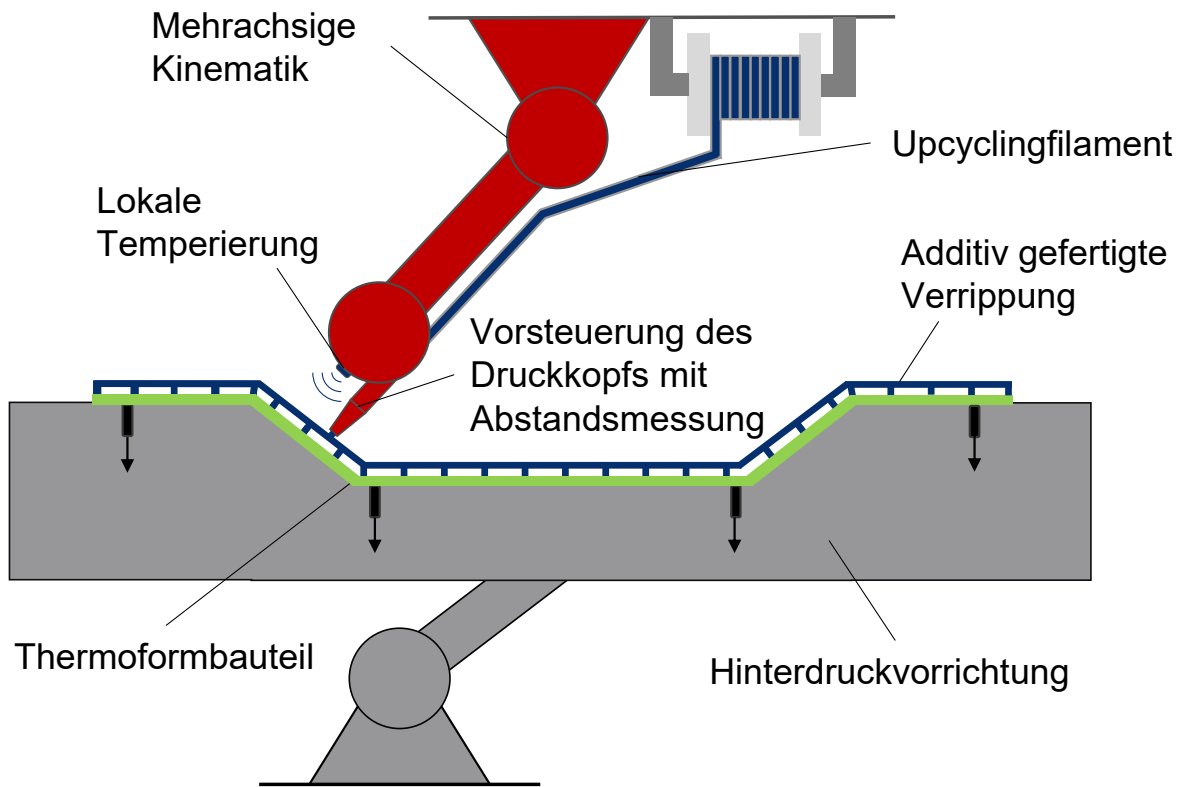 Mehrachsige
Kinematik
Upcyclingfilament
Lokale
Temperierung
Additiv gefertigte
Verrippung
Vorsteuerung des
Druckkopfs mit
Abstandsmessung
Thermoformbauteil
Hinterdruckvorrichtung